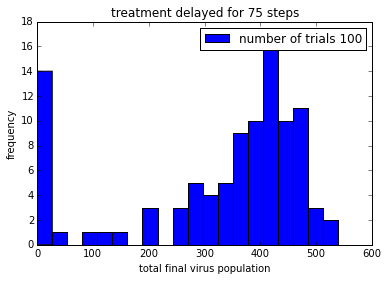 treatment delayed for 75 steps
number of trials 100
18
16
14
12
10
8
6
4
2
0
frequency
0 100 200 300 400 500 600
total final virus population